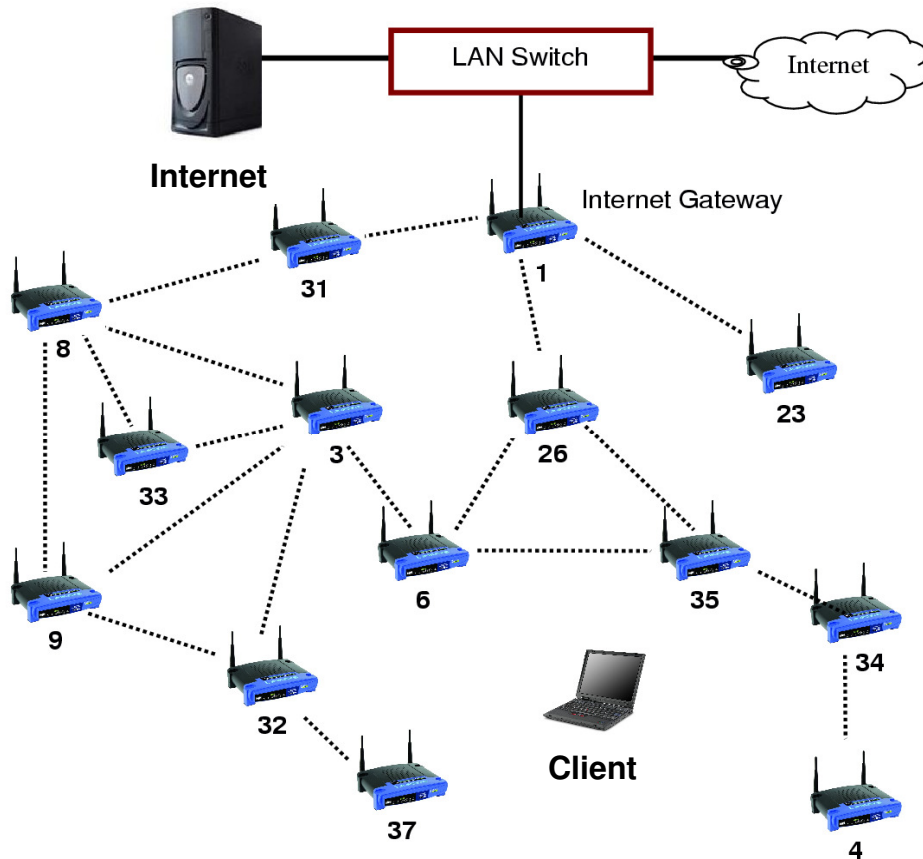 LAN Switch
Internet
Internet
Internet Gateway
31
1
8
23
3
26
33
6
35
9
34
32
Client
37
4